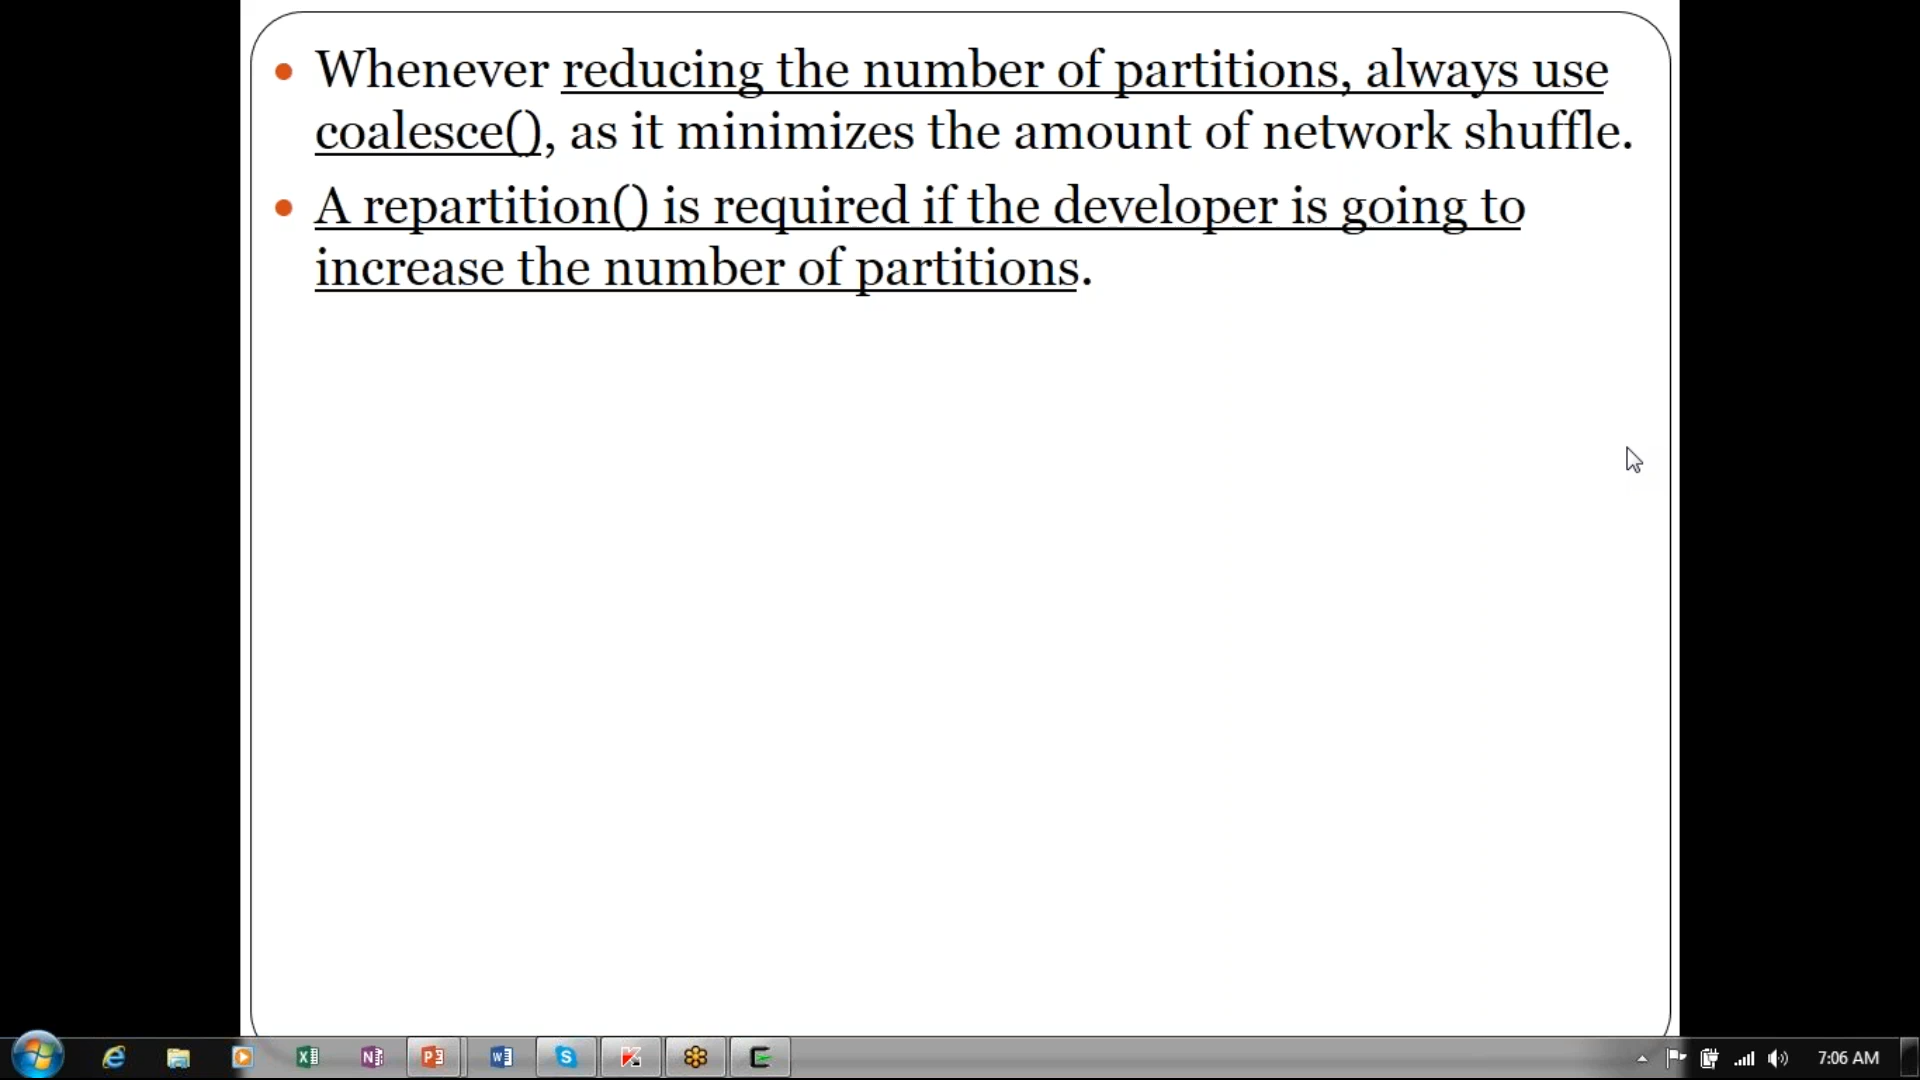 Whenever reducing the number of partitions, always use
coalesce(), as it minimizes the amount of network shuffle.
A repartition() is required if the developer is going to
increase the number of partitions.
7:06 AM